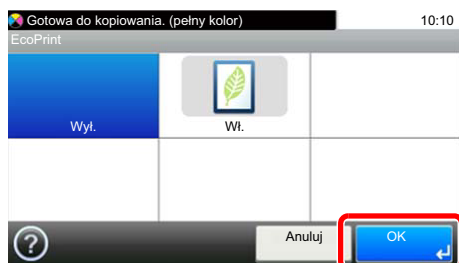 Gotowa do kopiowania. (pełny kolor) 10:10
EcoPrint
Wył. Wł.
? Anuluj OK